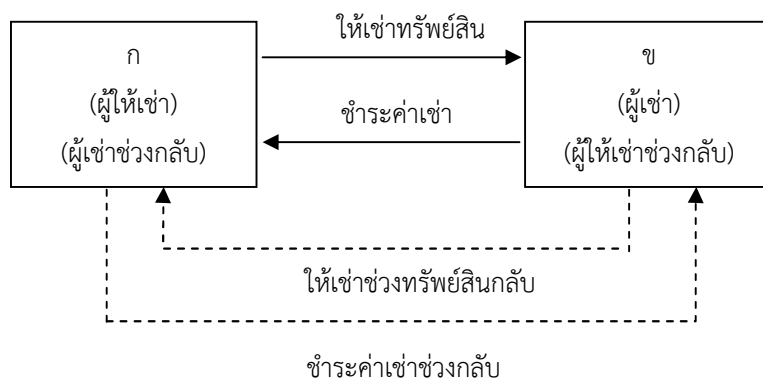 ให้เช่าทรัพย์สิน
ก
(ผู้ให้เช่า)
(ผู้เช่าช่วงกลับ)
ชำระค่าเช่า
ข
(ผู้เช่า)
(ผู้ให้เช่าช่วงกลับ)
ให้เช่าช่วงทรัพย์สินกลับ
ชำระค่าเช่าช่วงกลับ